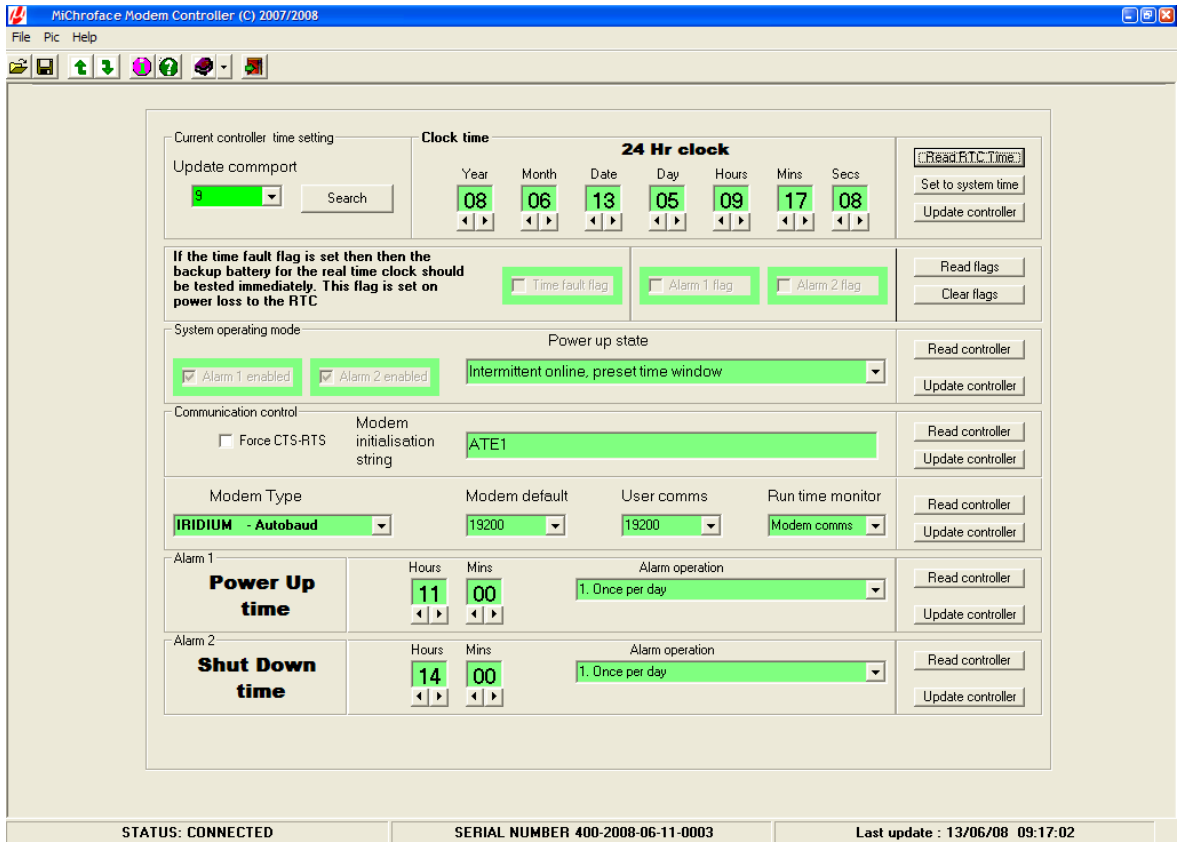 MiChroface Modem Controller (C) 2007/2008
File Pic Help
Current controller time setting
Clock time
24 Hr clock
Update commport
9
Search
Year Month Date Day Hours Mins Secs
08 06 13 05 09 17 08
Read RTC Time
Set to system time
Update controller
If the time fault flag is set then then the
backup battery for the real time clock should
be tested immediately. This flag is set on
power loss to the RTC
Time fault flag
Alarm 1 flag
Alarm 2 flag
Read flags
Clear flags
System operating mode
Power up state
Alarm 1 enabled
Alarm 2 enabled
Intermittent online, preset time window
Read controller
Update controller
Communication control
Force CTS-RTS
Modem
initialisation
string
ATE1
Read controller
Update controller
Modem Type Modem default User comms Run time monitor
IRIDIUM - Autobaud 19200 19200 Modem comms
Read controller
Update controller
Alarm 1
Power Up
time
Hours Mins
11 00
Alarm operation
1. Once per day
Read controller
Update controller
Alarm 2
Shut Down
time
Hours Mins
14 00
Alarm operation
1. Once per day
Read controller
Update controller
STATUS: CONNECTED SERIAL NUMBER 400-2008-06-11-0003 Last update : 13/06/08 09:17:02